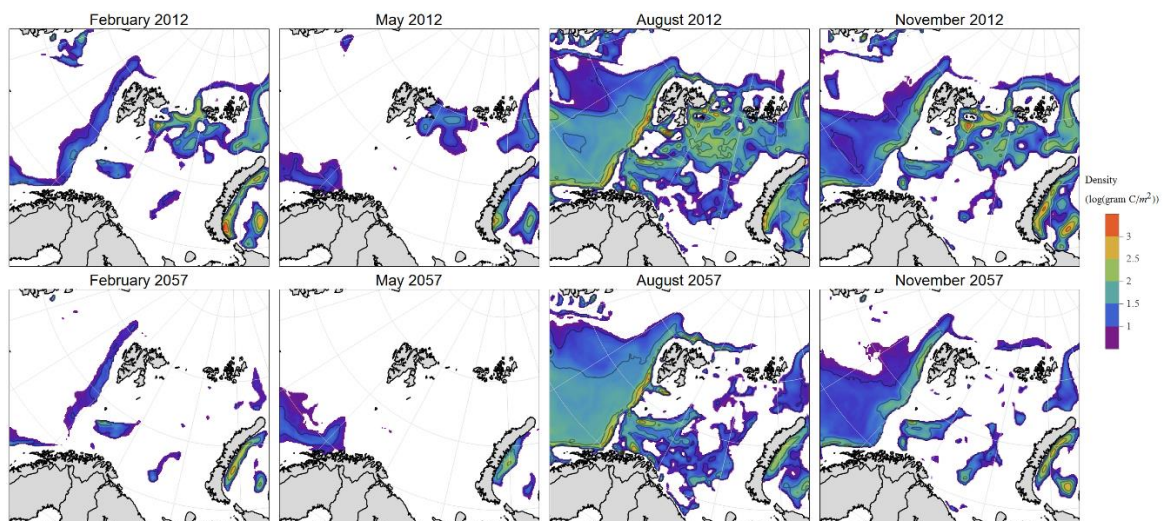 February 2012
May 2012
August 2012
November 2012
Density
(log(gram C/m²))
3
2.5
2
1.5
1
February 2057
May 2057
August 2057
November 2057